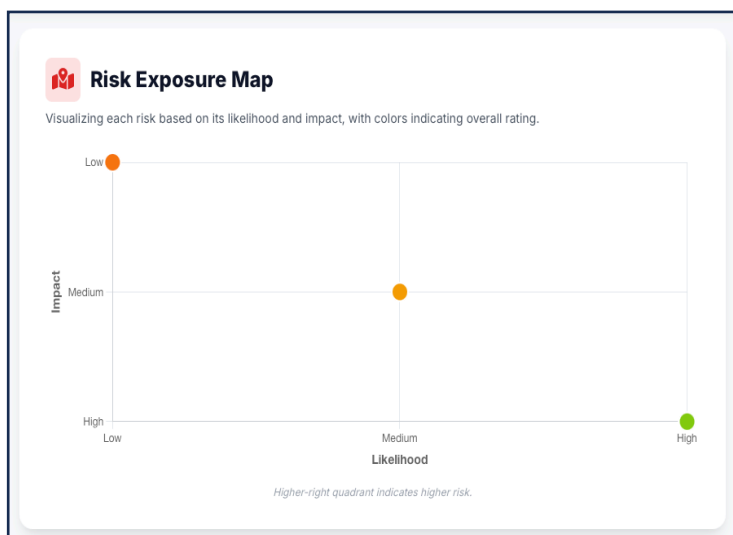 Risk Exposure Map
Visualizing each risk based on its likelihood and impact, with colors indicating overall rating.
Low
Impact
Medium
High
Low Medium High
Likelihood
Higher-right quadrant indicates higher risk.